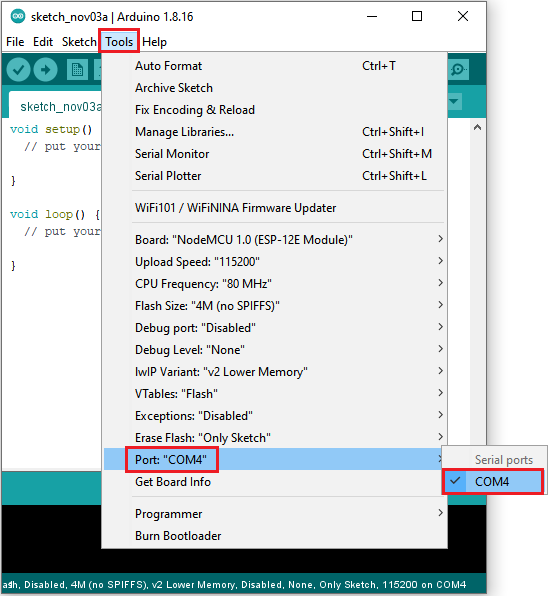 sketch_nov03a | Arduino 1.8.16
File Edit Sketch Tools Help
sketch_nov03a
void setup()
// put your
}
void loop() {
// put your
}
Auto Format Ctrl+T
Archive Sketch
Fix Encoding & Reload
Manage Libraries... Ctrl+Shift+I
Serial Monitor Ctrl+Shift+M
Serial Plotter Ctrl+Shift+L
WiFi101 / WiFiNINA Firmware Updater
Board: "NodeMCU 1.0 (ESP-12E Module)"
Upload Speed: "115200"
CPU Frequency: "80 MHz"
Flash Size: "4M (no SPIFFS)"
Debug port: "Disabled"
Debug Level: "None"
lwIP Variant: "v2 Lower Memory"
VTables: "Flash"
Exceptions: "Disabled"
Erase Flash: "Only Sketch"
Port: "COM4"
Serial ports
COM4
Get Board Info
Programmer
Burn Bootloader
Disabled, 4M (no SPIFFS), v2 Lower Memory, Disabled, None, Only Sketch, 115200 on COM4